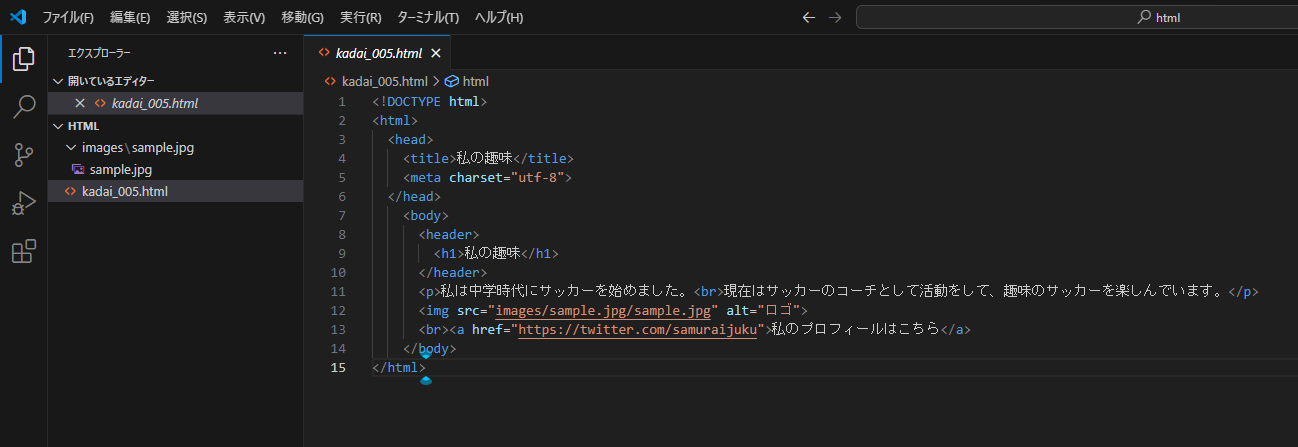 ファイル(F) 編集(E) 選択(S) 表示(V) 移動(G) 実行(R) ターミナル(T) ヘルプ(H)
html
エクスプローラー
開いているエディター
kadai_005.html
HTML
images\sample.jpg
sample.jpg
kadai_005.html
kadai_005.html
kadai_005.html > html
1 <!DOCTYPE html>
2 <html>
3 <head>
4 <title>私の趣味</title>
5 <meta charset="utf-8">
6 </head>
7 <body>
8 <header>
9 <h1>私の趣味</h1>
10 </header>
11 <p>私は中学時代にサッカーを始めました。<br>現在はサッカーのコーチとして活動をして、趣味のサッカーを楽しんでいます。</p>
12 <img src="images/sample.jpg/sample.jpg" alt="ロゴ">
13 <br><a href="https://twitter.com/samuraijuku">私のプロフィールはこちら</a>
14 </body>
15 </html>